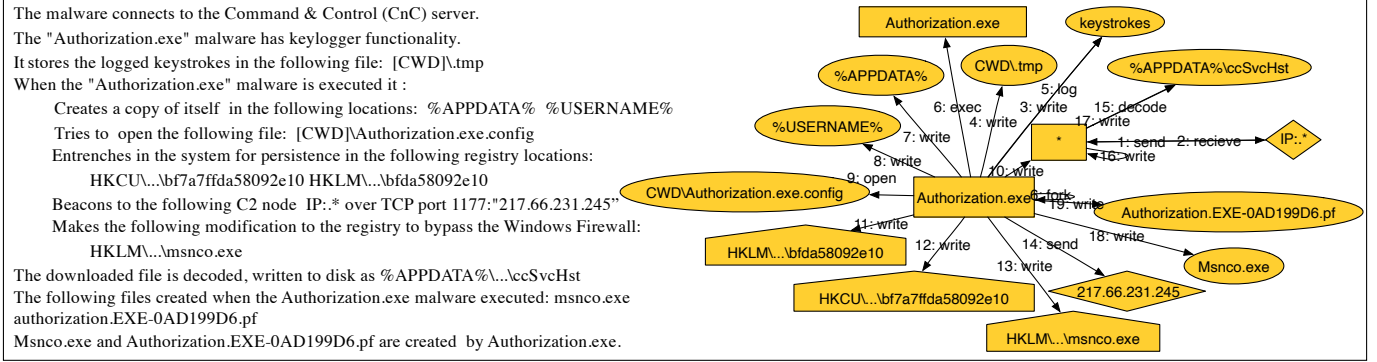 The malware connects to the Command & Control (CnC) server.
The "Authorization.exe" malware has keylogger functionality.
It stores the logged keystrokes in the following file: [CWD]\.tmp
When the "Authorization.exe" malware is executed it :
Creates a copy of itself in the following locations: %APPDATA% %USERNAME%
Tries to open the following file: [CWD]\Authorization.exe.config
Entrenches in the system for persistence in the following registry locations:
HKCU\...\bf7a7ffda58092e10 HKLM\...\bfda58092e10
Beacons to the following C2 node IP:.* over TCP port 1177:"217.66.231.245”
Makes the following modification to the registry to bypass the Windows Firewall:
HKLM\...\msnco.exe
The downloaded file is decoded, written to disk as %APPDATA%\...\ccSvcHst
The following files created when the Authorization.exe malware executed: msnco.exe
authorization.EXE-0AD199D6.pf
Msnco.exe and Authorization.EXE-0AD199D6.pf are created by Authorization.exe.
Authorization.exe
keystrokes
%APPDATA%
CWD\.tmp
%APPDATA%\ccSvcHst
5: log
6: exec
3: write
15: decode
4: write
17: write
%USERNAME%
7: write
*
1: send
2: recieve
IP:.*
8: write
16: write
10: write
9: open
CWD\Authorization.exe.config
Authorization.exe
6: fork
19: write
Authorization.EXE-0AD199D6.pf
11: write
18: write
HKLM\...\bfda58092e10
12: write
14: send
13: write
Msnco.exe
HKCU\...\bf7a7ffda58092e10
217.66.231.245
HKLM\...\msnco.exe